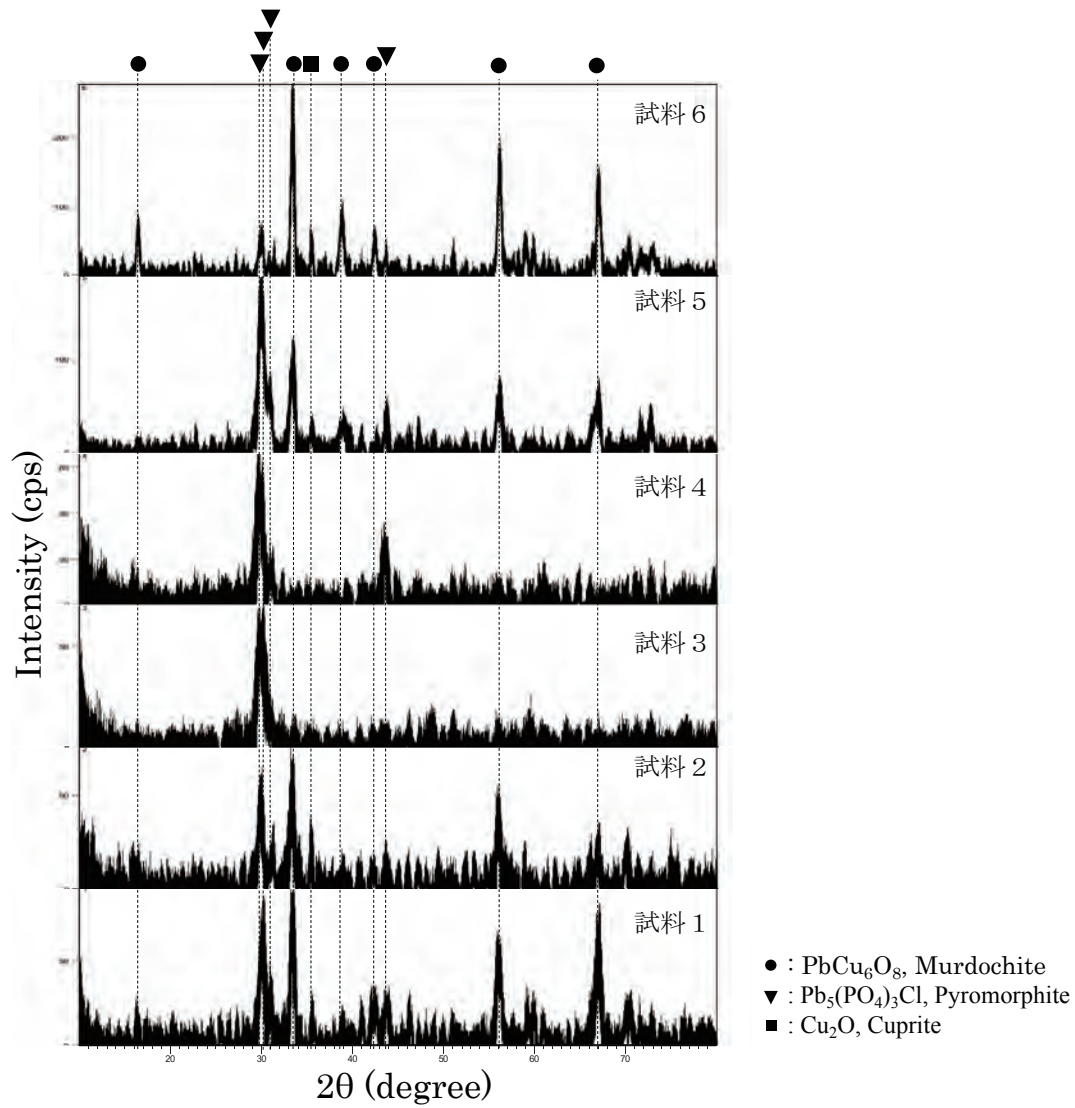 試料６
試料５
試料４
試料３
試料２
試料１
Intensity (cps)
20 30 40 50 60 70
2θ (degree)
● : PbCu₆O₈, Murdochite
▼ : Pb₅(PO₄)₃Cl, Pyromorphite
■ : Cu₂O, Cuprite